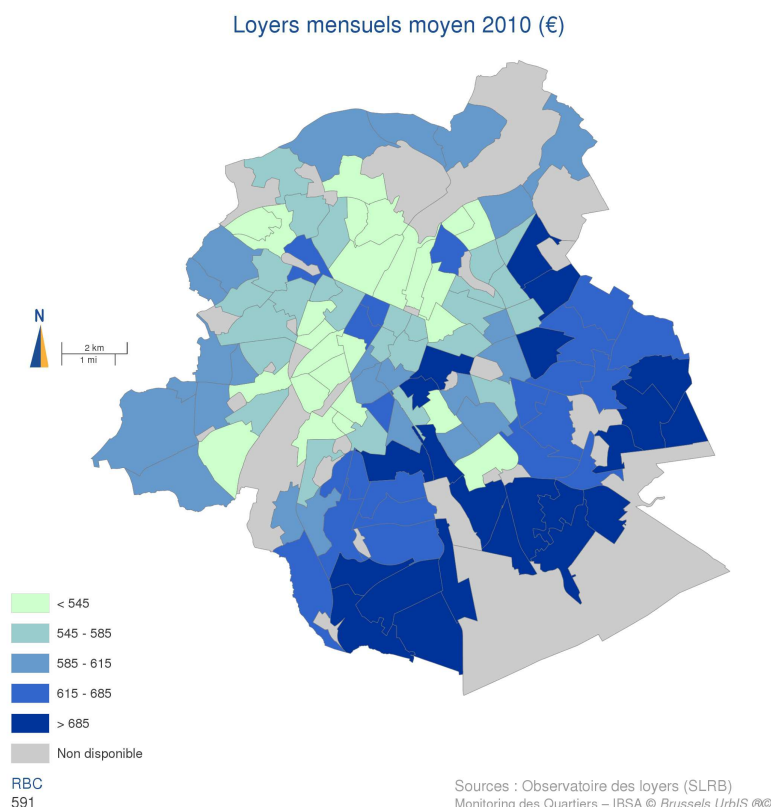 Loyers mensuels moyen 2010 (€)
N
2 km
1 mi
< 545
545 - 585
585 - 615
615 - 685
> 685
Non disponible
RBC
591
Sources : Observatoire des loyers (SLRB)
Monitoring des Quartiers – IBSA © Brussels UrbIS ®©